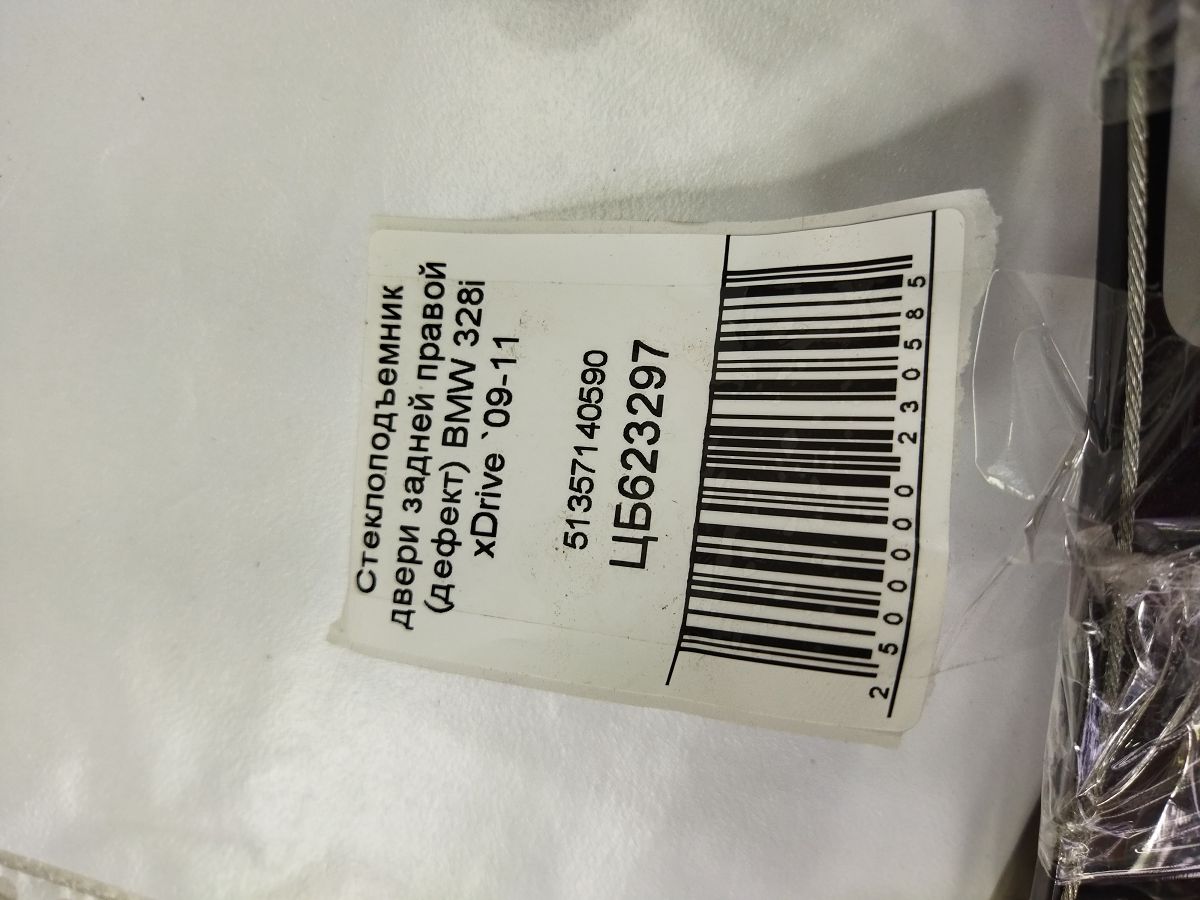 Стеклоподъемник
двери задней правой
(дефект) BMW 328i
xDrive `09-11
51357140590
ЦБ623297
2500000230585